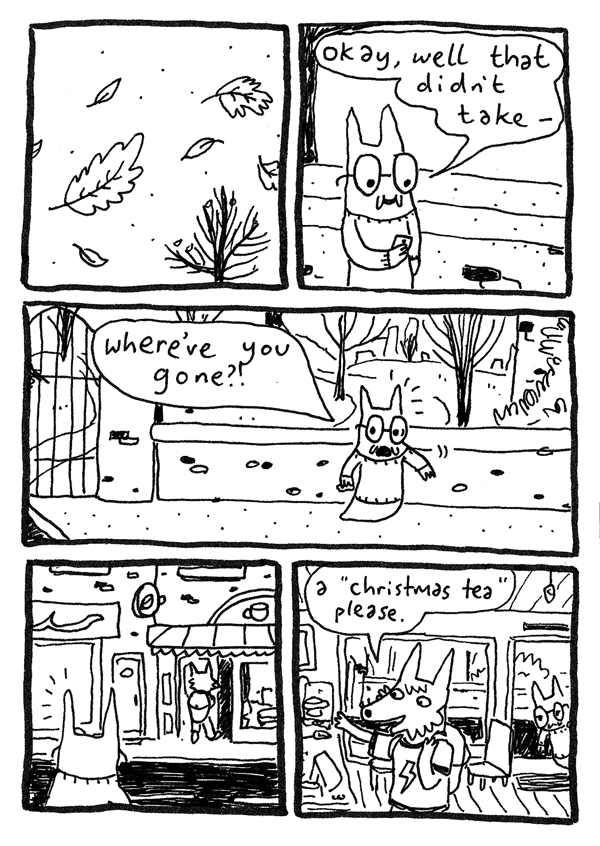 okay, well that
didn't
take –
where've you
gone?!
a "christmas tea"
please.